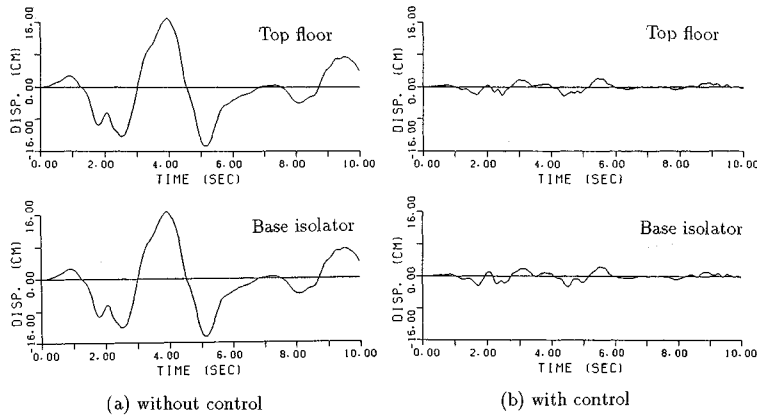 16.00
Top floor
DISP. (CM)
0.00
-16.00
0.00 2.00 4.00 6.00 8.00 10.00
TIME (SEC)
16.00
Top floor
DISP. (CM)
0.00
-16.00
0.00 2.00 4.00 6.00 8.00 10.00
TIME (SEC)
16.00
Base isolator
DISP. (CM)
0.00
-16.00
0.00 2.00 4.00 6.00 8.00 10.00
TIME (SEC)
16.00
Base isolator
DISP. (CM)
0.00
-16.00
0.00 2.00 4.00 6.00 8.00 10.00
TIME (SEC)
(a) without control
(b) with control